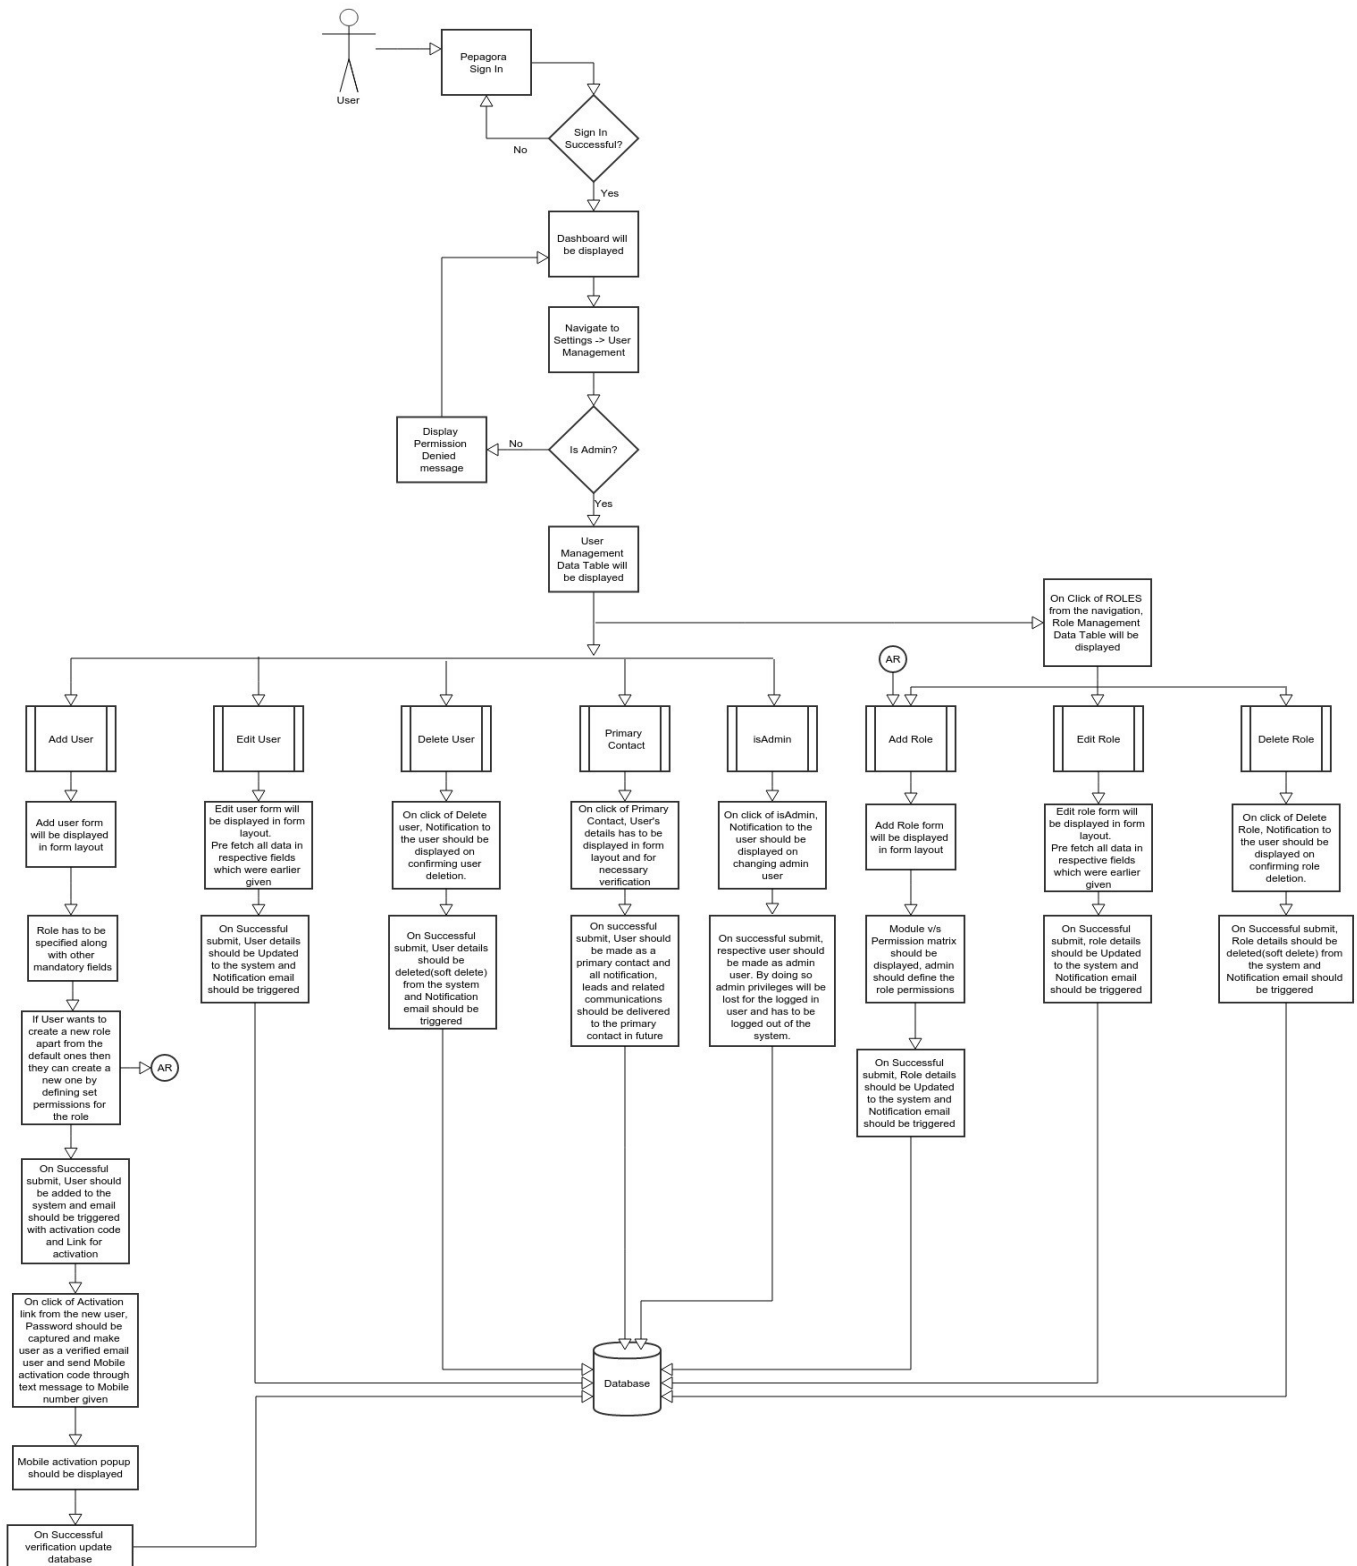 User
Pepagora
Sign In
Sign In
Successful?
No
Yes
Dashboard will
be displayed
Navigate to
Settings -> User
Management
Is Admin?
No
Display
Permission
Denied
message
Yes
User
Management
Data Table will
be displayed
On Click of ROLES
from the navigation,
Role Management
Data Table will be
displayed
AR
Add User
Edit User
Delete User
Primary
Contact
isAdmin
Add Role
Edit Role
Delete Role
Add user form
will be displayed
in form layout
Edit user form will
be displayed in form
layout.
Pre fetch all data in
respective fields
which were earlier
given
On click of Delete
user, Notification to
the user should be
displayed on
confirming user
deletion.
On click of Primary
Contact, User's
details has to be
displayed in form
layout and for
necessary
verification
On click of isAdmin,
Notification to the
user should be
displayed on
changing admin
user
Add Role form
will be displayed
in form layout
Edit role form will
be displayed in form
layout.
Pre fetch all data in
respective fields
which were earlier
given
On click of Delete
Role, Notification to
the user should be
displayed on
confirming role
deletion.
Role has to be
specified along
with other
mandatory fields
On Successful
submit, User details
should be Updated
to the system and
Notification email
should be triggered
On Successful
submit, User details
should be
deleted(soft delete)
from the system
and Notification
email should be
triggered
On successful
submit, User should
be made as a
primary contact and
all notification,
leads and related
communications
should be delivered
to the primary
contact in future
On successful submit,
respective user should
be made as admin
user. By doing so
admin privileges will be
lost for the logged in
user and has to be
logged out of the
system.
Module v/s
Permission matrix
should be
displayed, admin
should define the
role permissions
On Successful
submit, role details
should be Updated
to the system and
Notification email
should be triggered
On Successful submit,
Role details should be
deleted(soft delete) from
the system and
Notification email should
be triggered
If User wants to
create a new role
apart from the
default ones then
they can create a
new one by
defining set
permissions for
the role
AR
On Successful
submit, Role details
should be Updated
to the system and
Notification email
should be triggered
On Successful
submit, User should
be added to the
system and email
should be triggered
with activation code
and Link for
activation
On click of Activation
link from the new user,
Password should be
captured and make
user as a verified email
user and send Mobile
activation code through
text message to Mobile
number given
Database
Mobile activation popup
should be displayed
On Successful
verification update
database